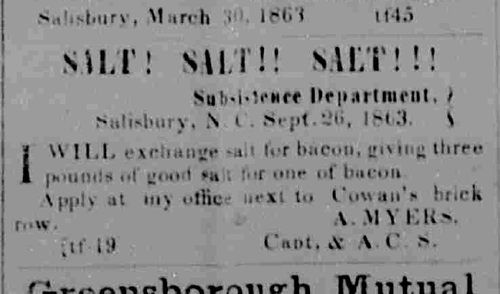 Salisbury, March 30, 1863 tf45
SALT! SALT!! SALT!!!
Subsistence Department,
Salisbury, N. C. Sept. 26, 1863.
I WILL exchange salt for bacon, giving three
pounds of good salt for one of bacon.
Apply at my office next to Cowan's brick
row. A. MYERS.
[tf-19 Capt, & A. C. S.
Greensborough Mutual